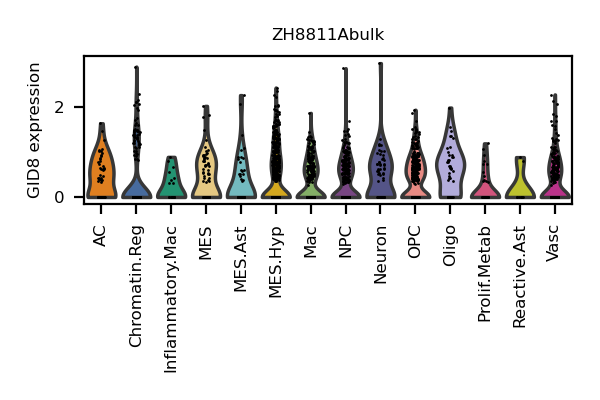 ZH8811Abulk
GID8 expression
2
0
AC
Chromatin.Reg
Inflammatory.Mac
MES
MES.Ast
MES.Hyp
Mac
NPC
Neuron
OPC
Oligo
Prolif.Metab
Reactive.Ast
Vasc